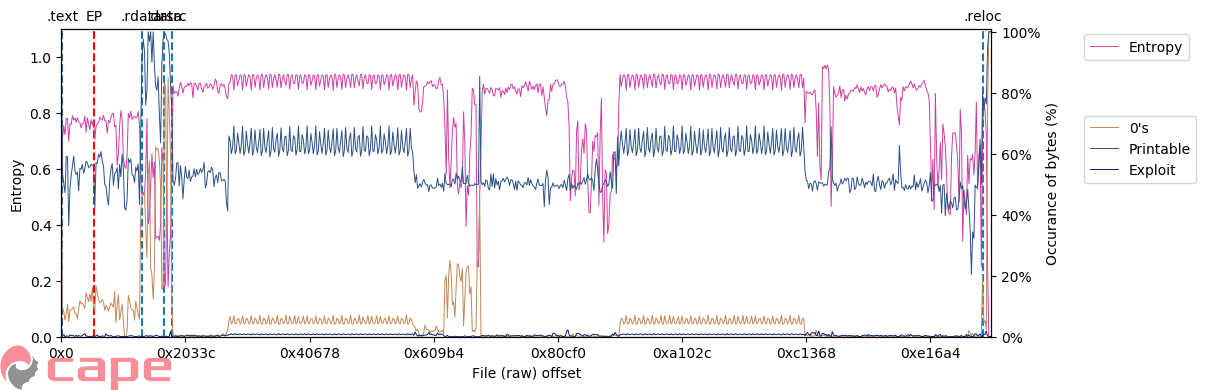 .text EP .rdata .data .rsrc .reloc
1.0 100%
0.8 80%
0.6 60%
0.4 40%
0.2 20%
0.0 0%
Entropy
Occurance of bytes (%)
0x0 0x2033c 0x40678 0x609b4 0x80cf0 0xa102c 0xc1368 0xe16a4
File (raw) offset
Entropy
0's
Printable
Exploit
cape